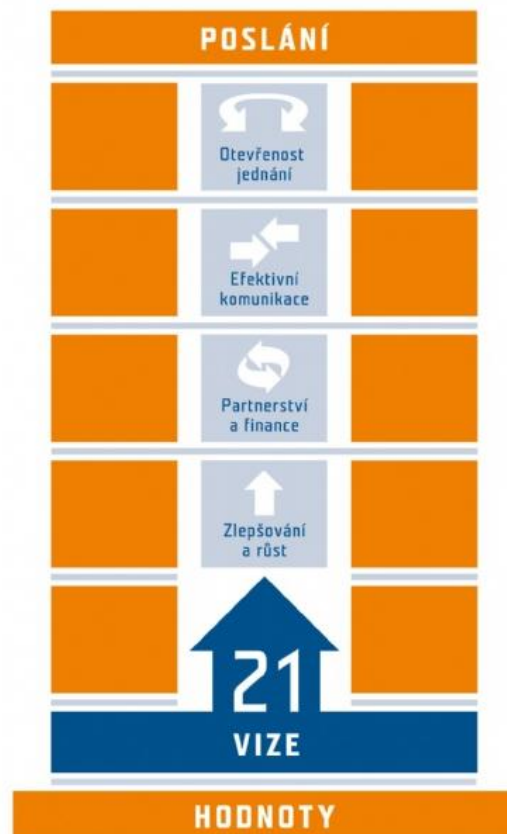 POSLÁNÍ
Otevřenost
jednání
Efektivní
komunikace
Partnerství
a finance
Zlepšování
a růst
21
VIZE
HODNOTY